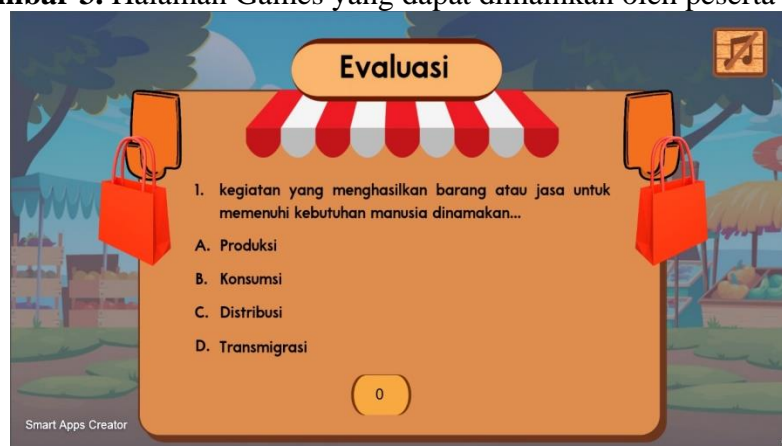 5. Halaman Games yang dapat dimainkan oleh peserta
Evaluasi
1. kegiatan yang menghasilkan barang atau jasa untuk
memenuhi kebutuhan manusia dinamakan...
A. Produksi
B. Konsumsi
C. Distribusi
D. Transmigrasi
0
Smart Apps Creator